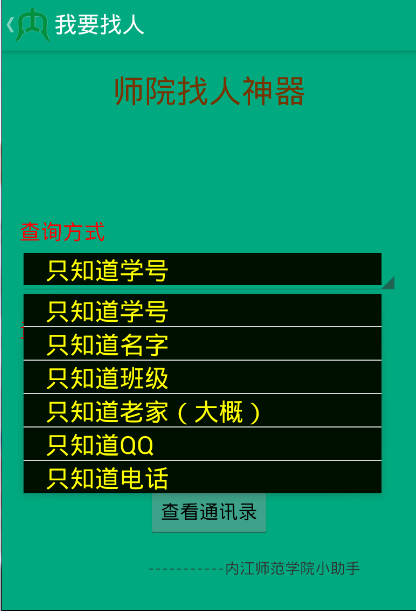 我要找人
师院找人神器
查询方式
只知道学号
只知道学号
只知道名字
只知道班级
只知道老家（大概）
只知道QQ
只知道电话
查看通讯录
-----------内江师范学院小助手